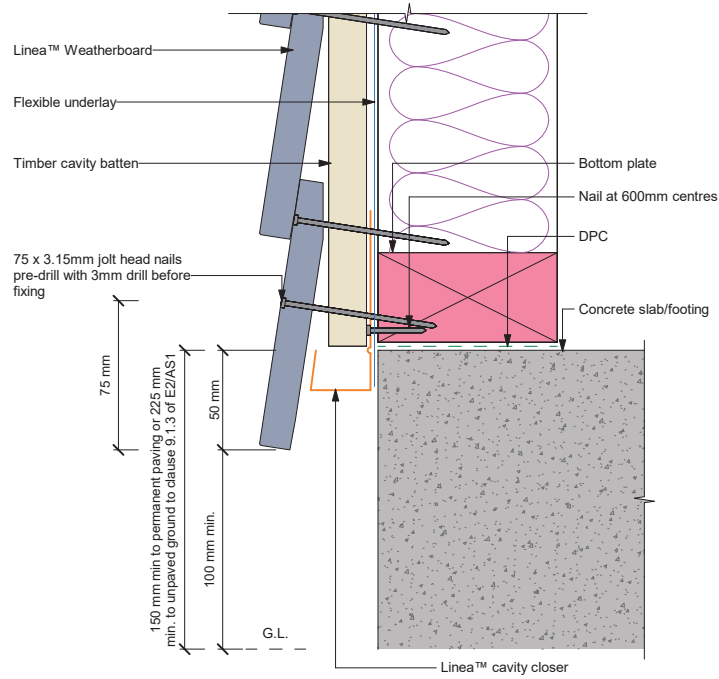 Linea™ Weatherboard
Flexible underlay
Timber cavity batten
Bottom plate
Nail at 600mm centres
DPC
75 x 3.15mm jolt head nails
pre-drill with 3mm drill before
fixing
Concrete slab/footing
75 mm
150 mm min to permanent paving or 225 mm
min. to unpaved ground to clause 9.1.3 of E2/AS1
50 mm
100 mm min.
G.L.
Linea™ cavity closer